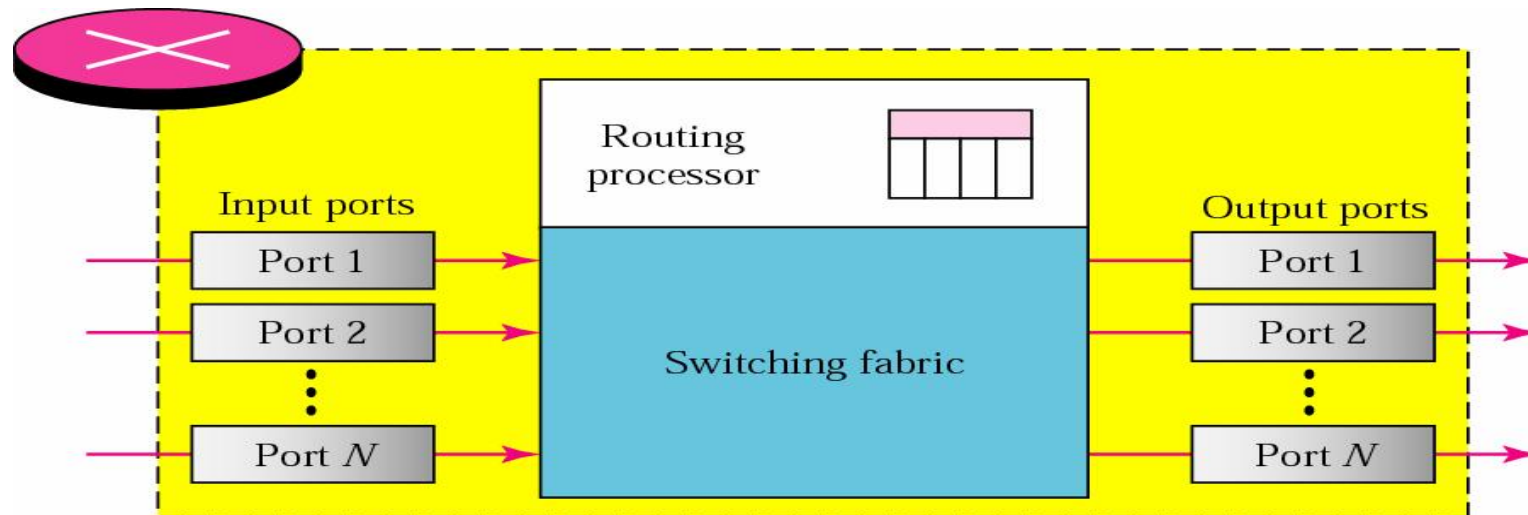 Routing
processor
Input ports
Output ports
Port 1
Port 1
Port 2
Port 2
Switching fabric
Port N
Port N